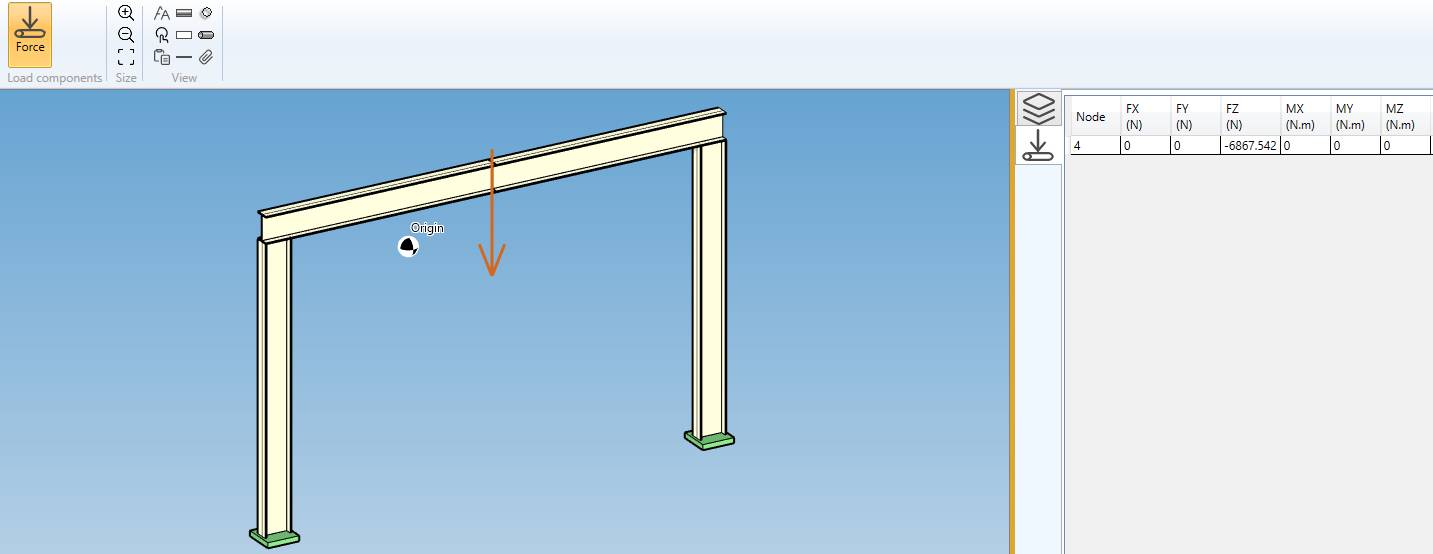 Force
Load components
Size
View
Origin
Node
FX
(N)
FY
(N)
FZ
(N)
MX
(N.m)
MY
(N.m)
MZ
(N.m)
4 0 0 -6867.542 0 0 0